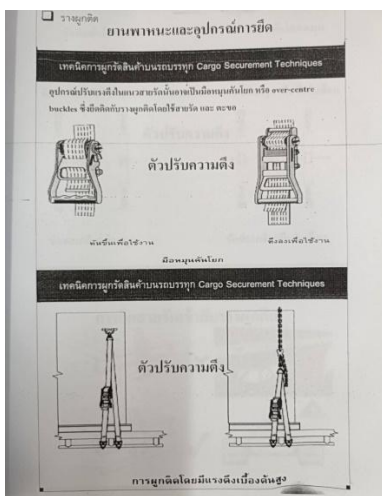 รางผูกติด
ยานพาหนะและอุปกรณ์การยึด
เทคนิคการผูกรัดสินค้าบนรถบรรทุก Cargo Securement Techniques
อุปกรณ์ปรับแรงตึงในแนวสายรัดนั้นอาจเป็นมือหมุนคันโยก หรือ over-centre
buckles ซึ่งยึดติดกับรางผูกติดโดยใช้สายรัด และ ตะขอ
ตัวปรับความตึง
ดันขึ้นเพื่อใช้งาน
ดึงลงเพื่อใช้งาน
มือหมุนคันโยก
เทคนิคการผูกรัดสินค้าบนรถบรรทุก Cargo Securement Techniques
ตัวปรับความตึง
การผูกติดโดยมีแรงดึงเบื้องต้นสูง